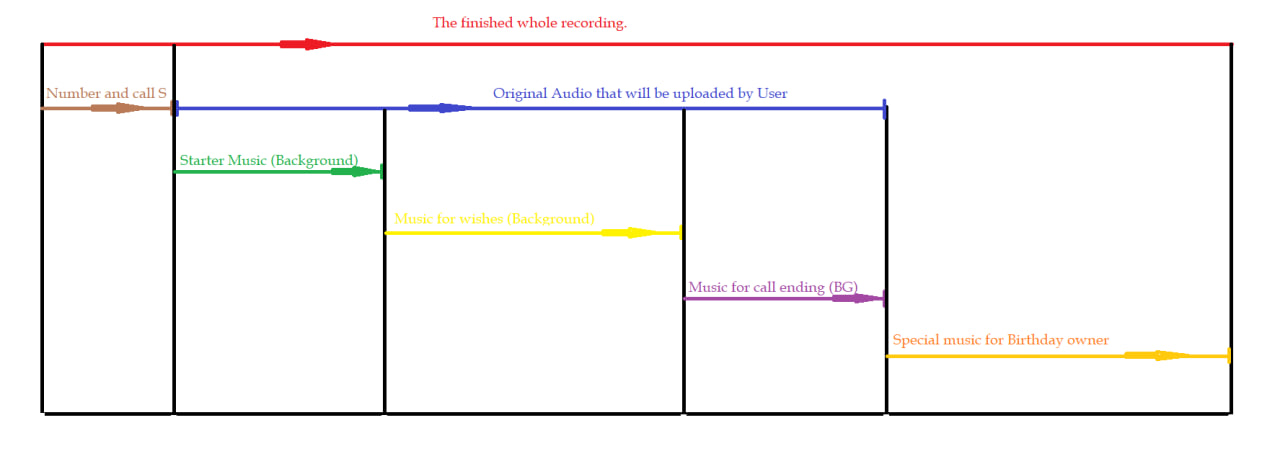 The finished whole recording.
Number and call S
Original Audio that will be uploaded by User
Starter Music (Background)
Music for wishes (Background)
Music for call ending (BG)
Special music for Birthday owner